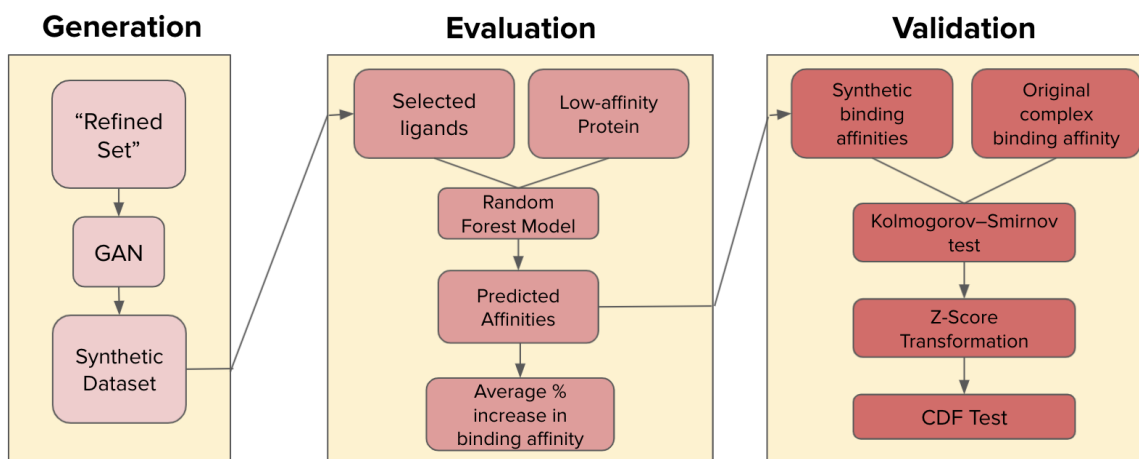 Generation
"Refined
Set"
GAN
Synthetic
Dataset
Evaluation
Selected
ligands
Low-affinity
Protein
Random
Forest Model
Predicted
Affinities
Average %
increase in
binding affinity
Validation
Synthetic
binding
affinities
Original
complex
binding affinity
Kolmogorov–Smirnov
test
Z-Score
Transformation
CDF Test